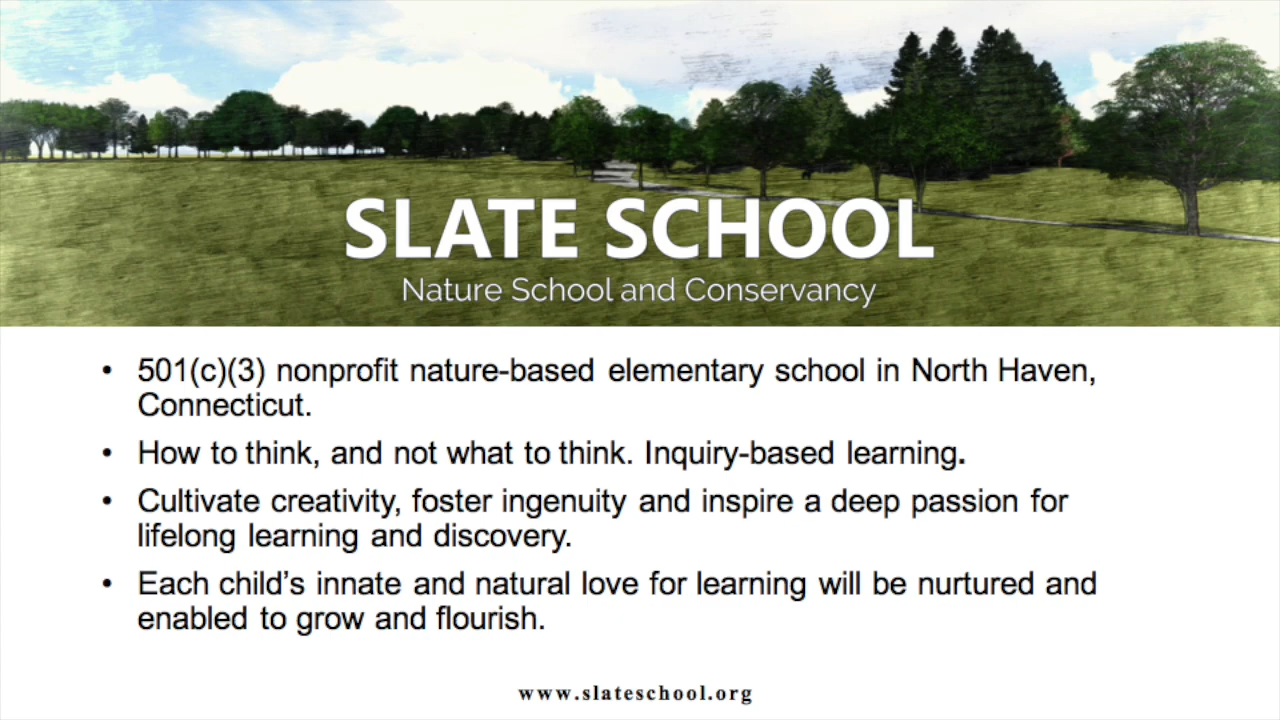 SLATE SCHOOL
Nature School and Conservancy
• 501(c)(3) nonprofit nature-based elementary school in North Haven,
Connecticut.
• How to think, and not what to think. Inquiry-based learning.
• Cultivate creativity, foster ingenuity and inspire a deep passion for
lifelong learning and discovery.
• Each child’s innate and natural love for learning will be nurtured and
enabled to grow and flourish.
www.slateschool.org